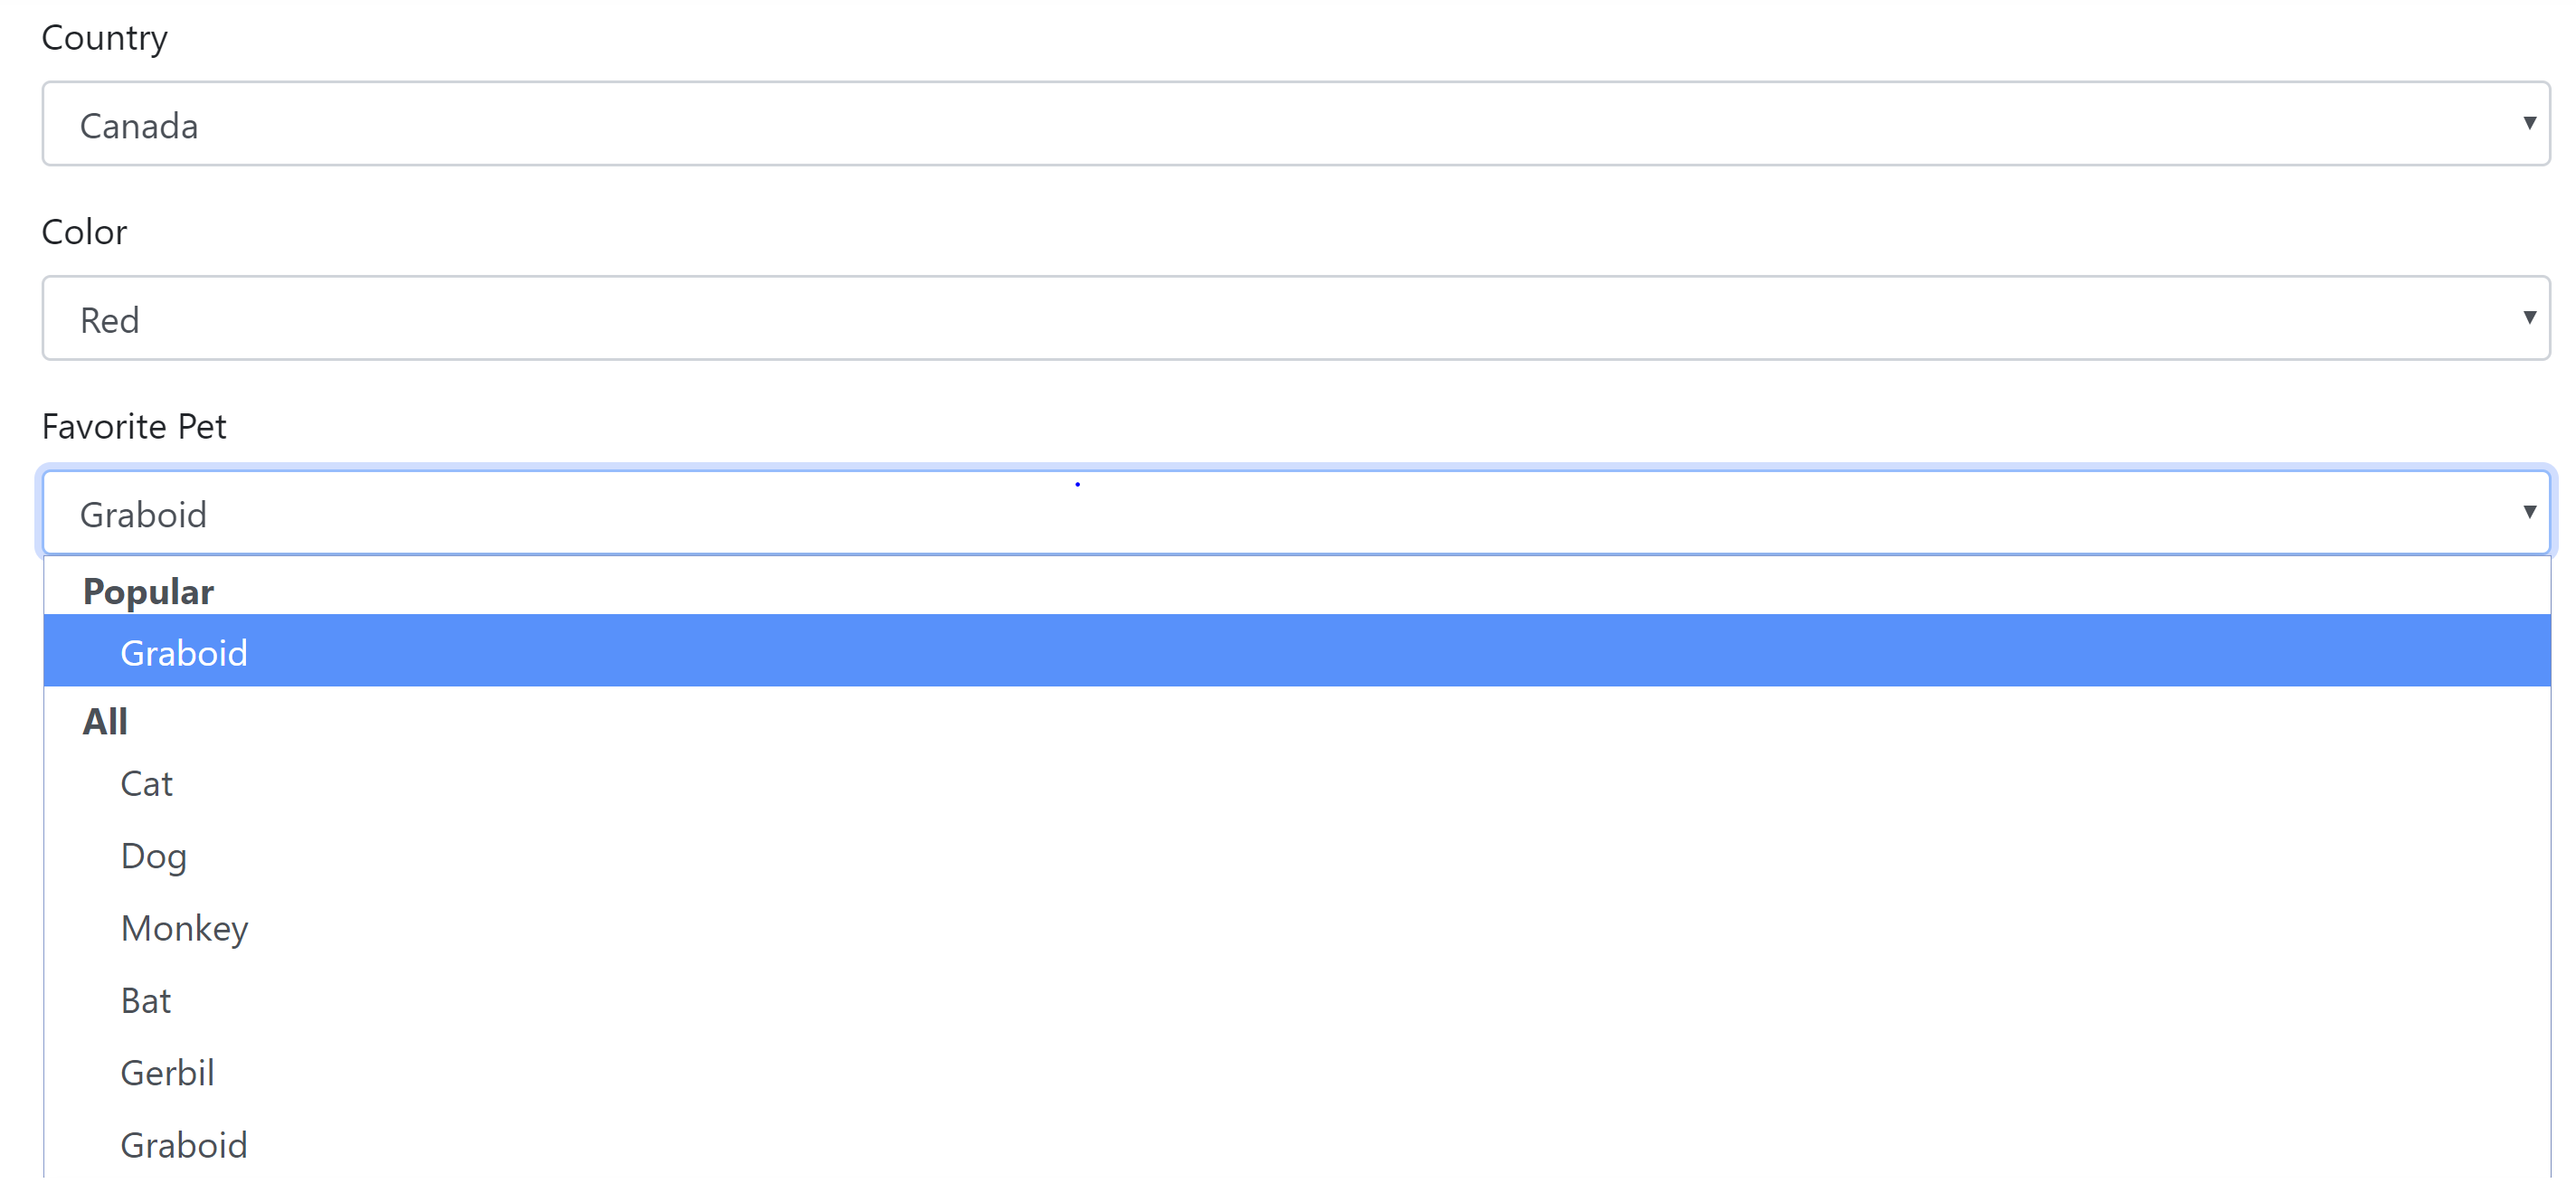 Country
Canada
Color
Red
Favorite Pet
Graboid
Popular
Graboid
All
Cat
Dog
Monkey
Bat
Gerbil
Graboid